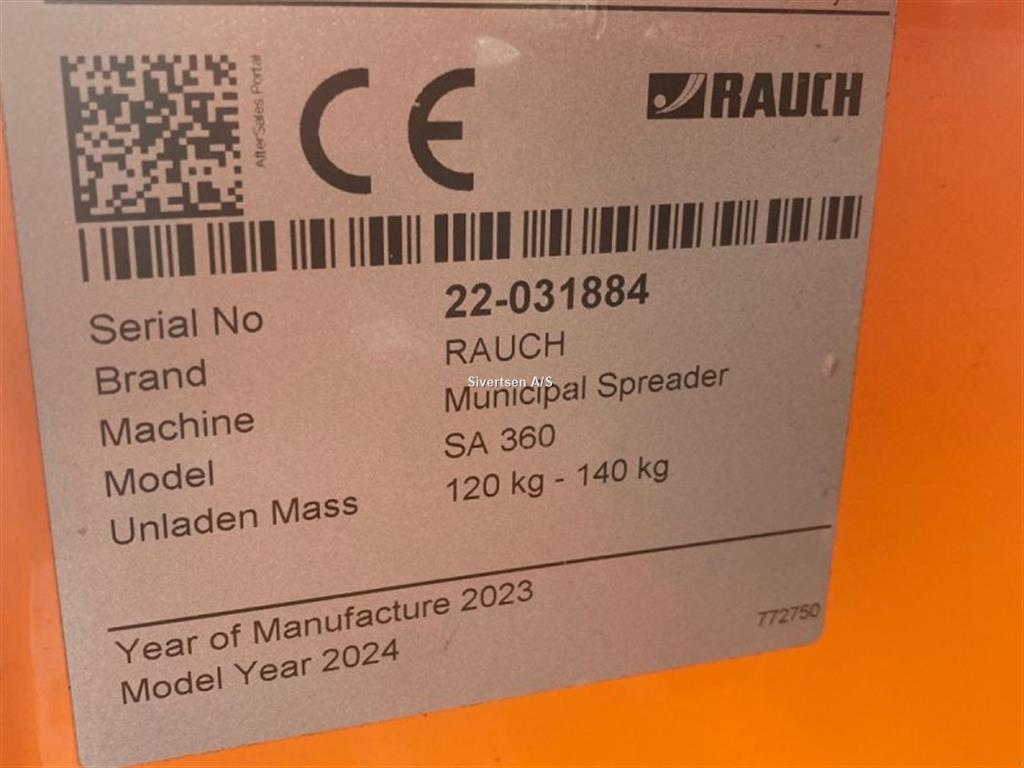 AfterSales Portal
CE
RAUCH
Serial No 22-031884
Brand RAUCH
Machine Municipal Spreader
Model SA 360
Unladen Mass 120 kg - 140 kg
Year of Manufacture 2023
Model Year 2024
772750
Sivertsen A/S